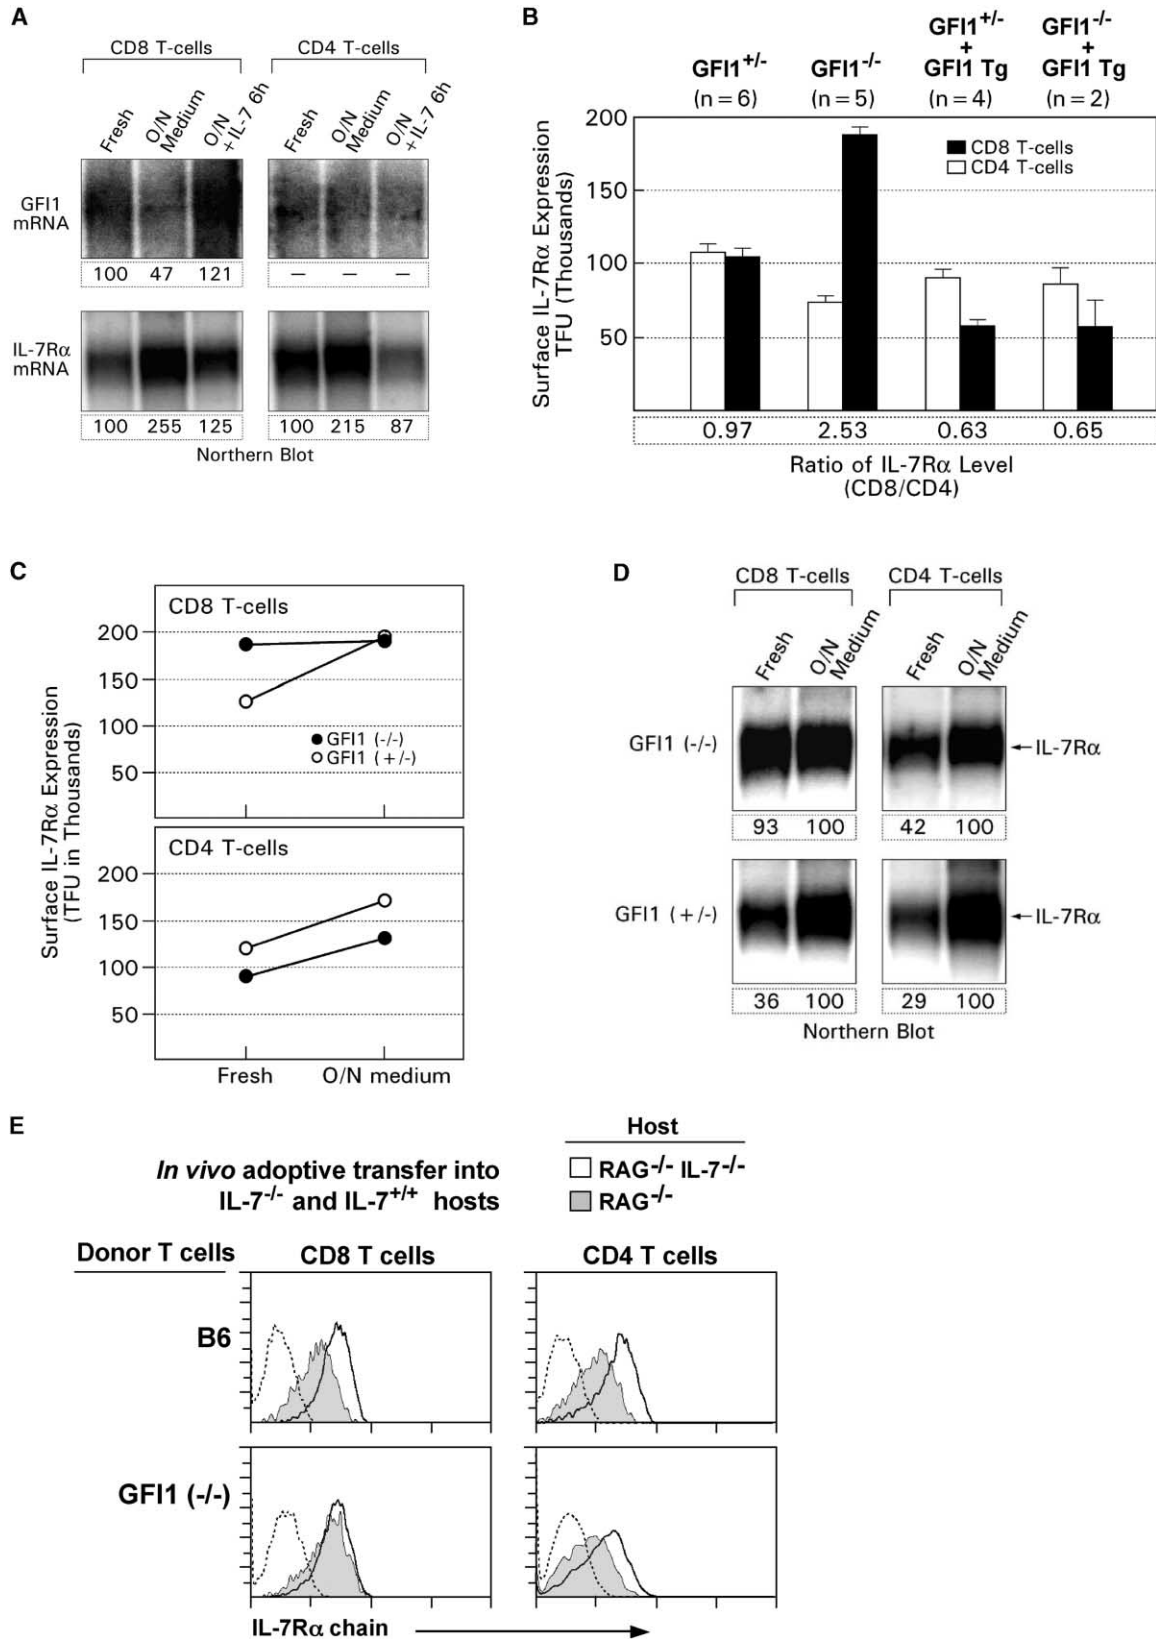 A
CD8 T-cells
CD4 T-cells
Fresh
O/N
Medium
O/N
+IL-7 6h
Fresh
O/N
Medium
O/N
+IL-7 6h
GFI1
mRNA
100 47 121
— — —
IL-7Rα
mRNA
100 255 125
100 215 87
Northern Blot
B
GFI1+/-
(n=6)
GFI1-/-
(n=5)
GFI1+/-
+
GFI1 Tg
(n=4)
GFI1-/-
+
GFI1 Tg
(n=2)
Surface IL-7Rα Expression
TFU (Thousands)
200
150
100
50
CD8 T-cells
CD4 T-cells
0.97 2.53 0.63 0.65
Ratio of IL-7Rα Level
(CD8/CD4)
C
Surface IL-7Rα Expression
(TFU in Thousands)
CD8 T-cells
200
150
100
50
GFI1 (-/-)
GFI1 (+/-)
CD4 T-cells
200
150
100
50
Fresh O/N medium
D
CD8 T-cells
CD4 T-cells
Fresh
O/N
Medium
Fresh
O/N
Medium
GFI1 (-/-)
←IL-7Rα
93 100
42 100
GFI1 (+/-)
←IL-7Rα
36 100
29 100
Northern Blot
E
In vivo adoptive transfer into
IL-7-/- and IL-7+/+ hosts
Host
RAG-/- IL-7-/-
RAG-/-
Donor T cells
CD8 T cells
CD4 T cells
B6
GFI1 (-/-)
IL-7Rα chain